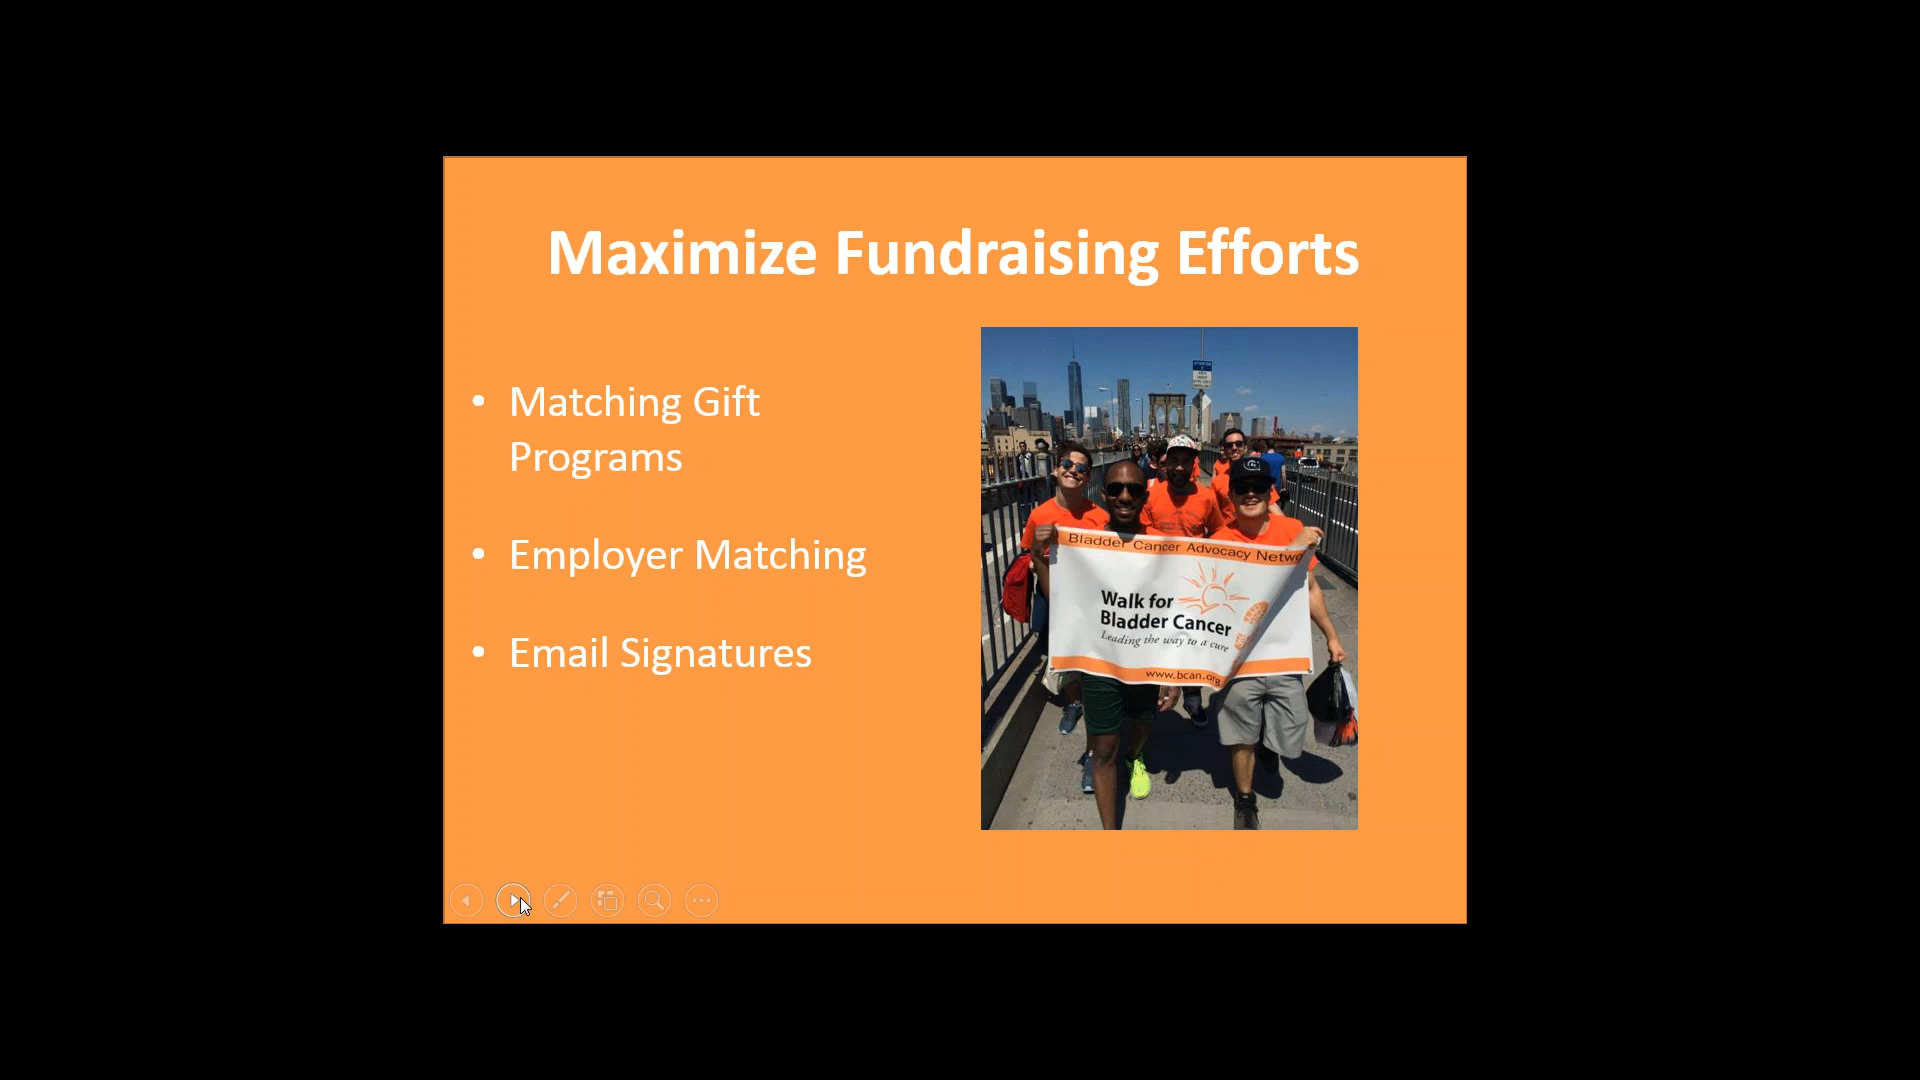 Maximize Fundraising Efforts
• Matching Gift
Programs
• Employer Matching
• Email Signatures
Bladder Cancer Advocacy Netwo
Walk for
Bladder Cancer
Leading the way to a cure
www.bcan.org